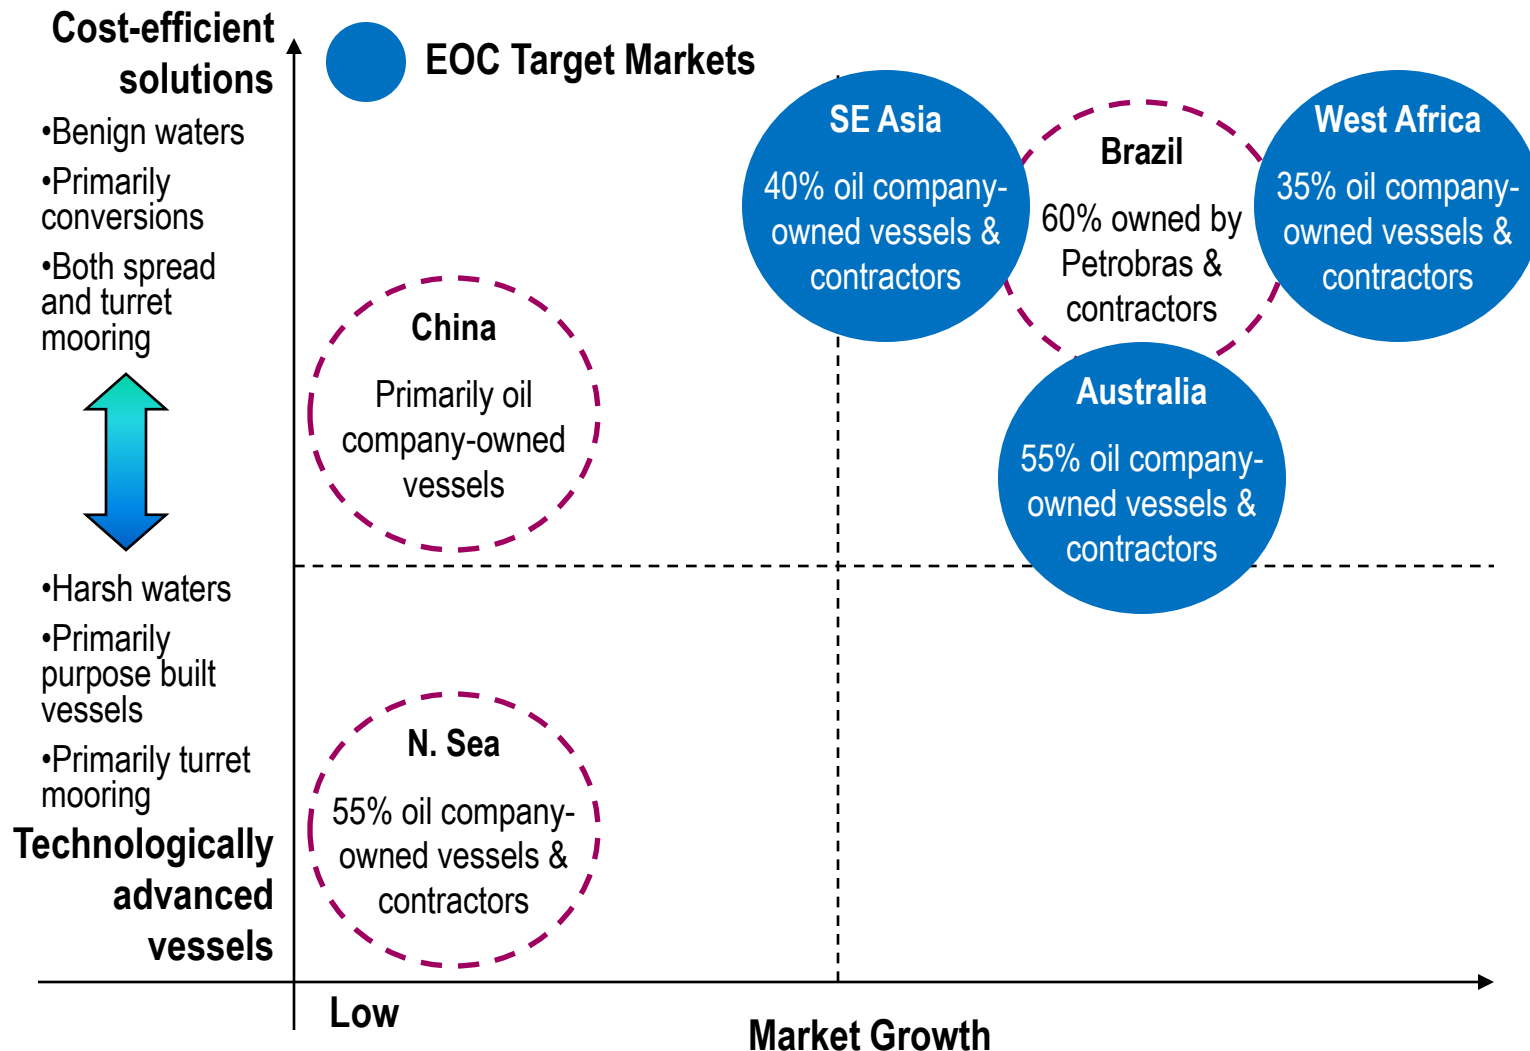 Cost-efficient
solutions
•Benign waters
•Primarily
conversions
•Both spread
and turret
mooring
•Harsh waters
•Primarily
purpose built
vessels
•Primarily turret
mooring
Technologically
advanced
vessels
EOC Target Markets
SE Asia
40% oil company-
owned vessels &
contractors
Brazil
60% owned by
Petrobras &
contractors
West Africa
35% oil company-
owned vessels &
contractors
China
Primarily oil
company-owned
vessels
Australia
55% oil company-
owned vessels &
contractors
N. Sea
55% oil company-
owned vessels &
contractors
Low
Market Growth